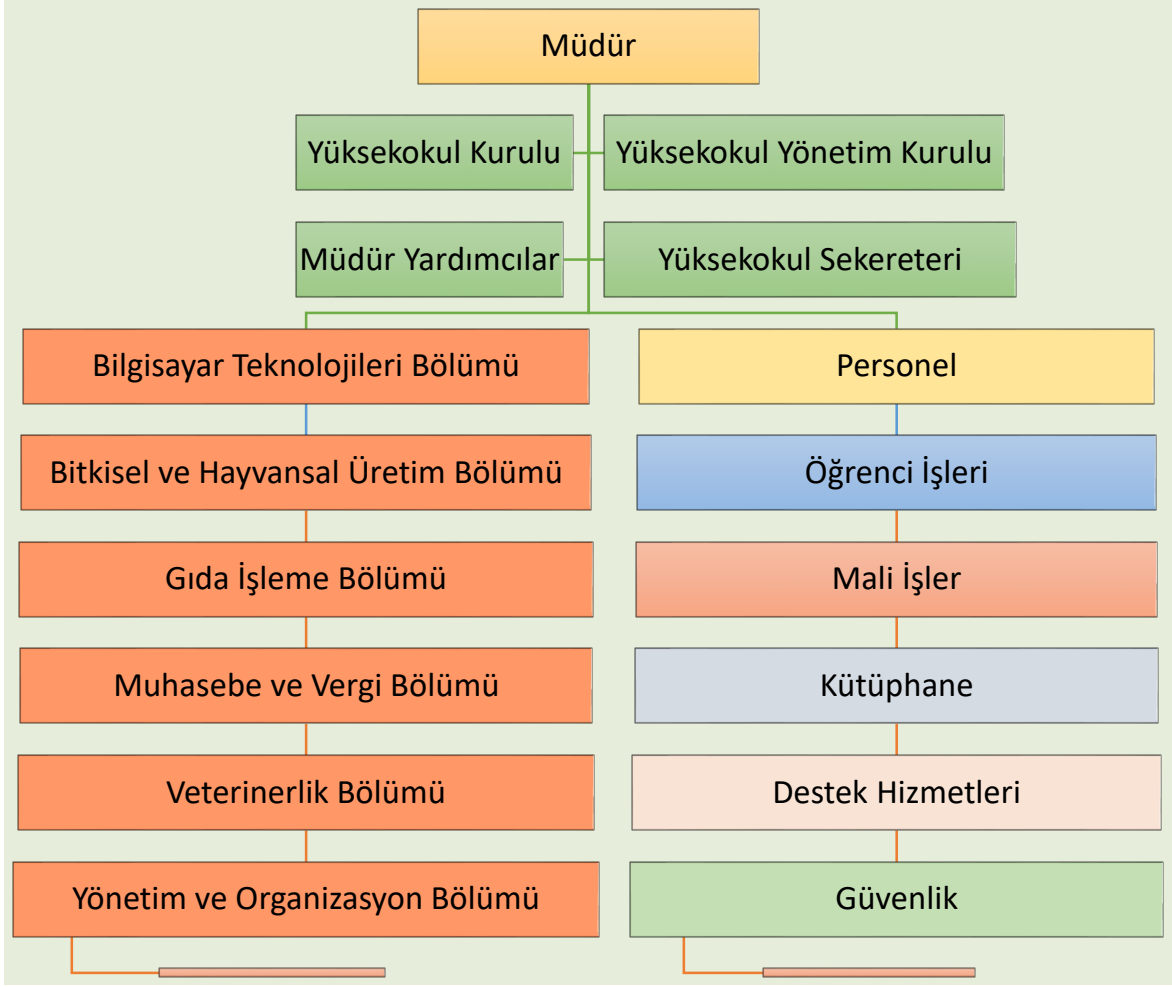 Müdür
Yüksekokul Kurulu
Yüksekokul Yönetim Kurulu
Müdür Yardımcılar
Yüksekokul Sekereteri
Bilgisayar Teknolojileri Bölümü
Personel
Bitkisel ve Hayvansal Üretim Bölümü
Öğrenci İşleri
Gıda İşleme Bölümü
Mali İşler
Muhasebe ve Vergi Bölümü
Kütüphane
Veterinerlik Bölümü
Destek Hizmetleri
Yönetim ve Organizasyon Bölümü
Güvenlik